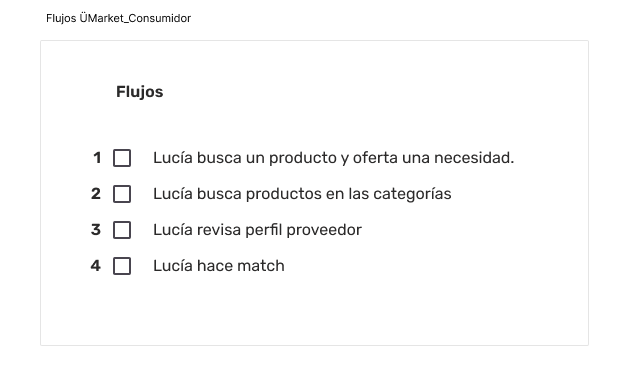 Flujos ÜMarket_Consumidor
Flujos
1 Lucía busca un producto y oferta una necesidad.
2 Lucía busca productos en las categorías
3 Lucía revisa perfil proveedor
4 Lucía hace match